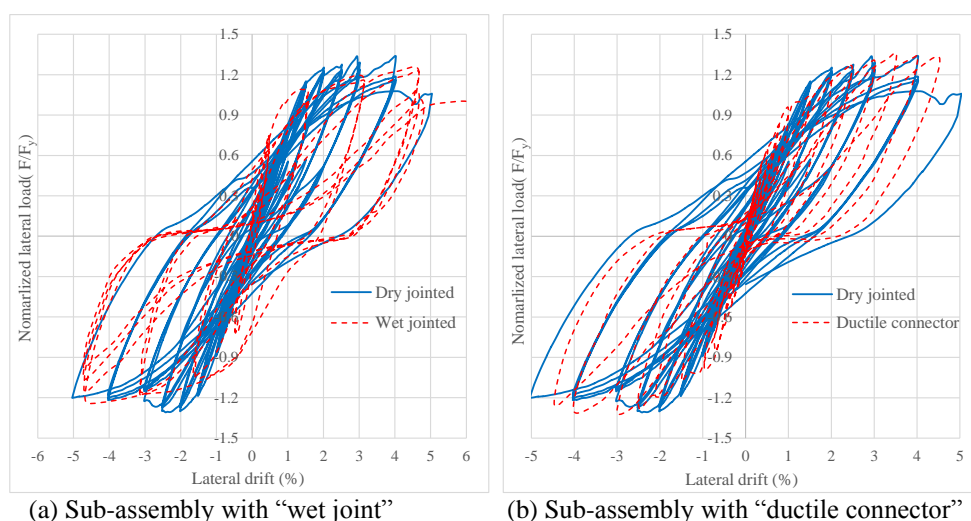 Nomarlized lateral load( F/Fy)
1.5
1.2
0.9
0.6
0.3
-0.9
-1.2
-1.5
-6 -5 -4 -3 -2 -1 0 1 2 3 4 5 6
Lateral drift (%)
Dry jointed
Wet jointed
(a) Sub-assembly with “wet joint”
Nomarlized lateral load( F/Fy)
1.5
1.2
0.9
0.6
0.3
-0.9
-1.2
-1.5
-5 -4 -3 -2 -1 0 1 2 3 4 5
Lateral drift (%)
Dry jointed
Ductile connector
(b) Sub-assembly with “ductile connector”